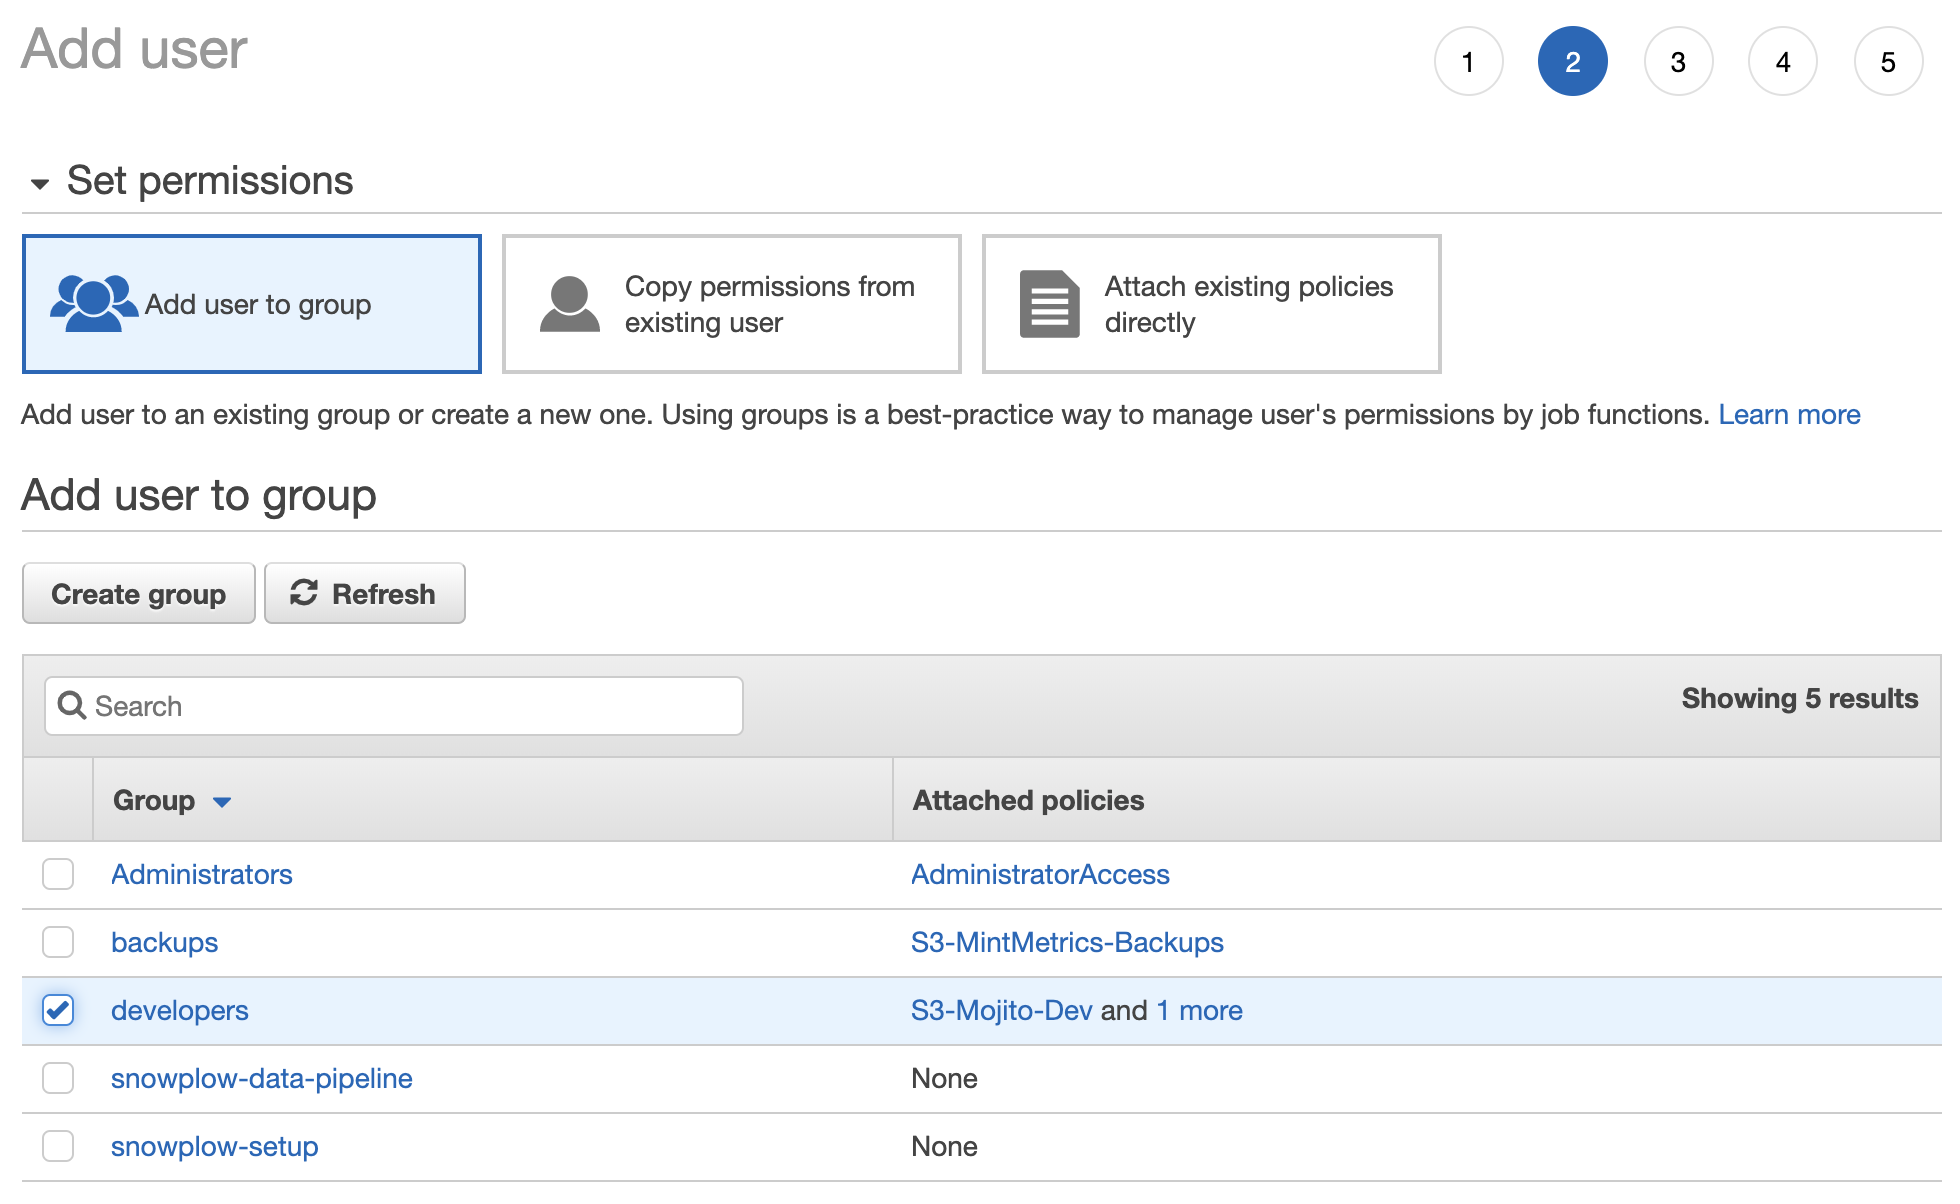 Add user
1 2 3 4 5
Set permissions
Add user to group
Copy permissions from
existing user
Attach existing policies
directly
Add user to an existing group or create a new one. Using groups is a best-practice way to manage user's permissions by job functions. Learn more
Add user to group
Create group Refresh
Search Showing 5 results
Group Attached policies
Administrators AdministratorAccess
backups S3-MintMetrics-Backups
developers S3-Mojito-Dev and 1 more
snowplow-data-pipeline None
snowplow-setup None